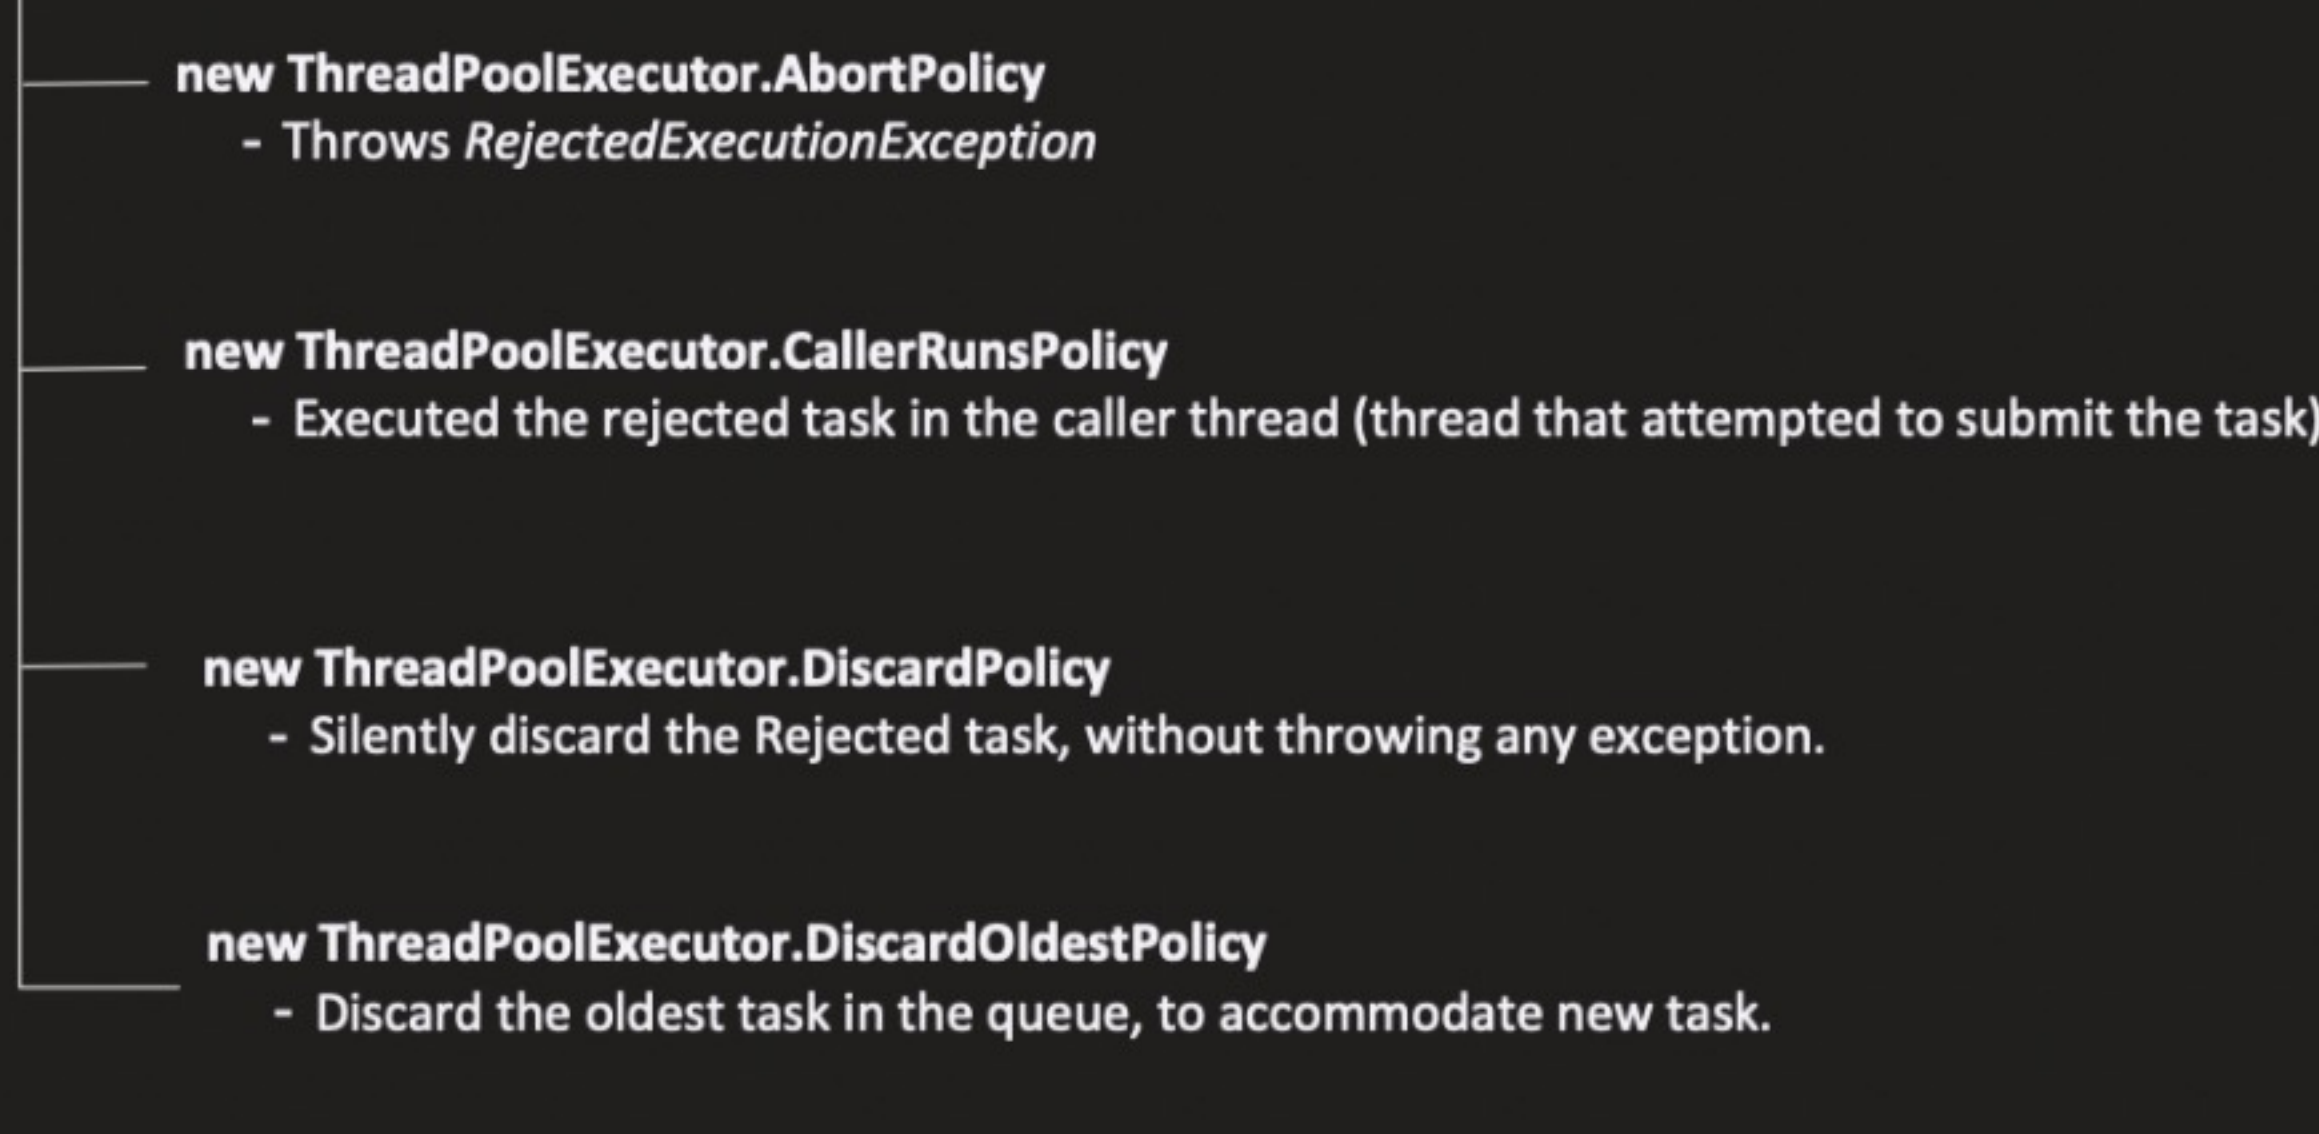 new ThreadPoolExecutor.AbortPolicy
- Throws RejectedExecutionException
new ThreadPoolExecutor.CallerRunsPolicy
- Executed the rejected task in the caller thread (thread that attempted to submit the task)
new ThreadPoolExecutor.DiscardPolicy
- Silently discard the Rejected task, without throwing any exception.
new ThreadPoolExecutor.DiscardOldestPolicy
- Discard the oldest task in the queue, to accommodate new task.